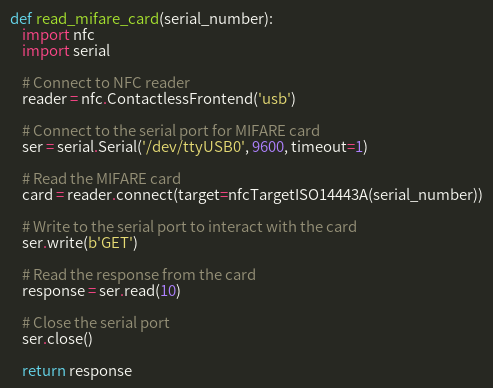 def read_mifare_card(serial_number):
    import nfc
    import serial

    # Connect to NFC reader
    reader = nfc.ContactlessFrontend('usb')

    # Connect to the serial port for MIFARE card
    ser = serial.Serial('/dev/ttyUSB0', 9600, timeout=1)

    # Read the MIFARE card
    card = reader.connect(target=nfcTargetISO14443A(serial_number))

    # Write to the serial port to interact with the card
    ser.write(b'GET')

    # Read the response from the card
    response = ser.read(10)

    # Close the serial port
    ser.close()

    return response